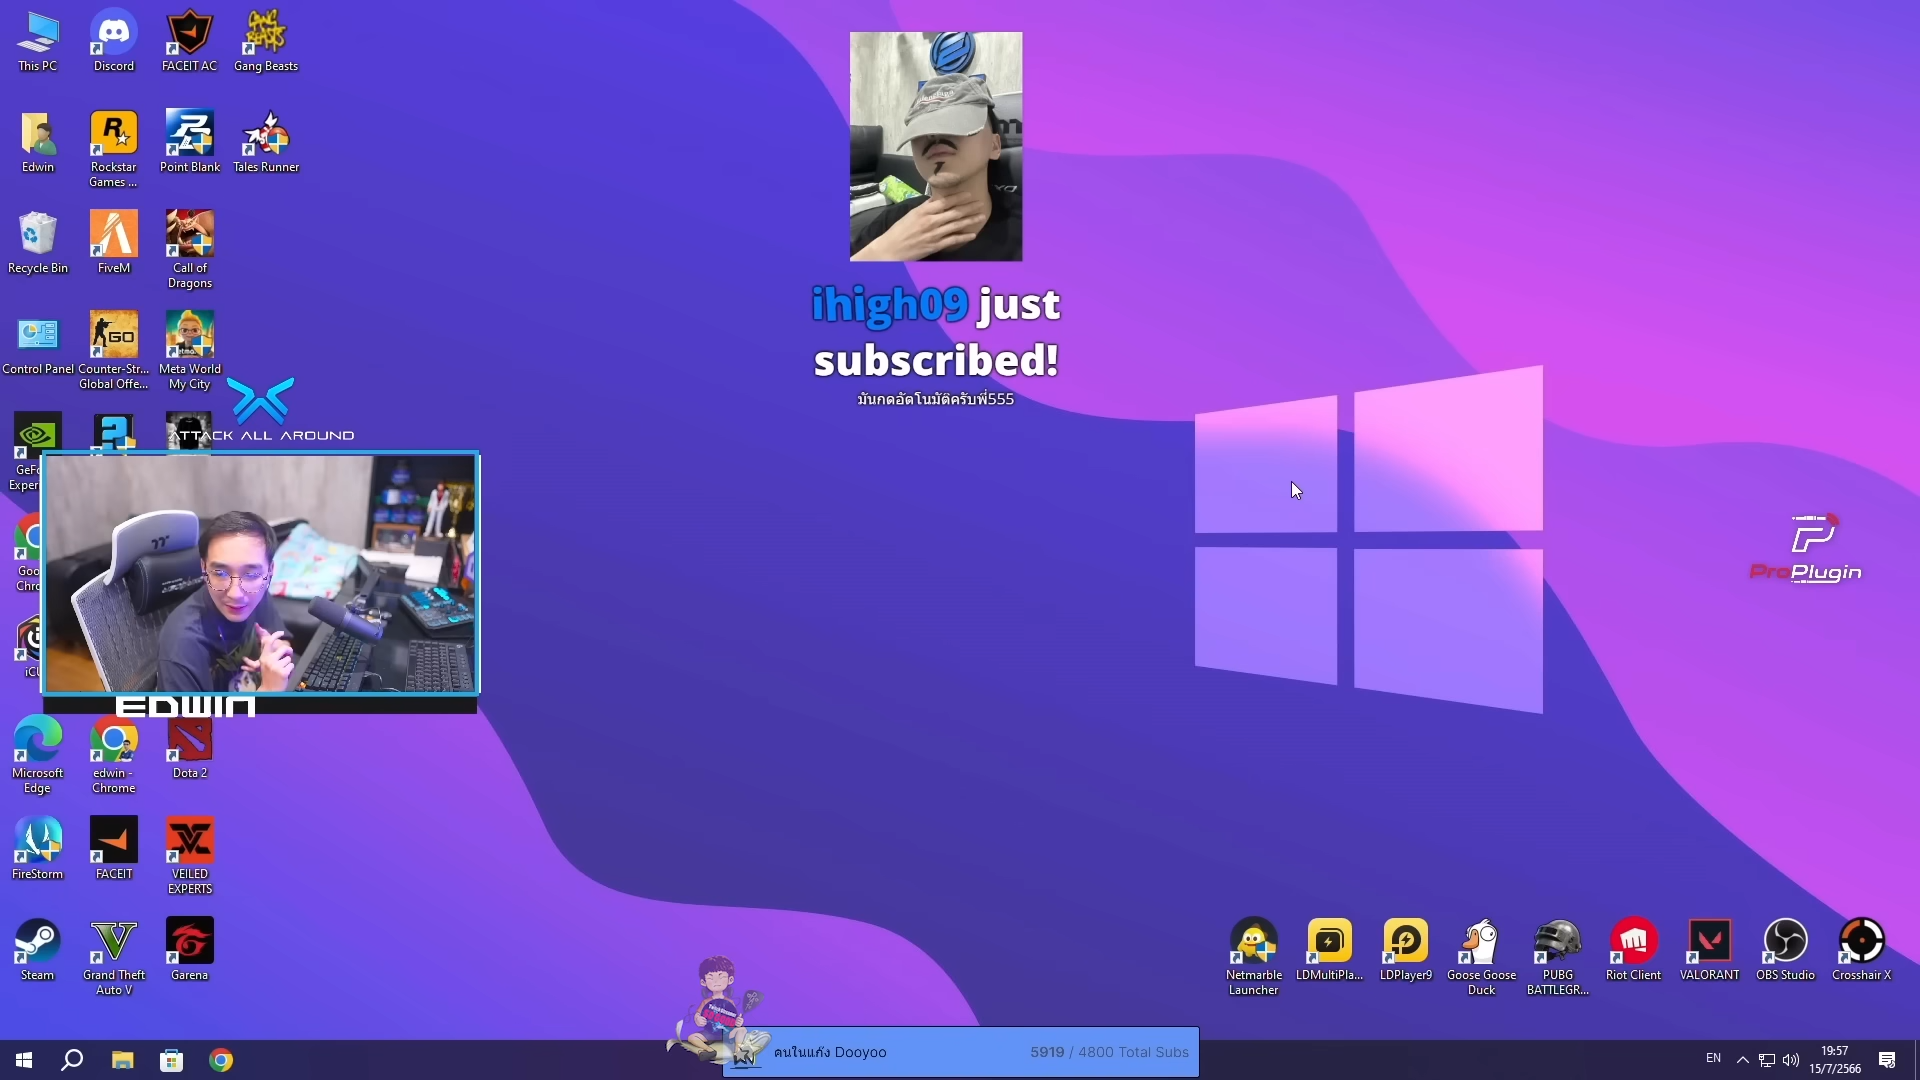 This PC
Discord
FACEIT AC
Gang Beasts
Edwin
Rockstar
Games ...
Point Blank
Tales Runner
Recycle Bin
FiveM
Call of
Dragons
Control Panel
Counter-Str...
Global Offe...
Meta World
My City
ATTACK ALL AROUND
ihigh09 just
subscribed!
มันกดอัตโนมัติครับพี่555
ProPlugin
EDWIN
Microsoft
Edge
edwin -
Chrome
Dota 2
FireStorm
FACEIT
VEILED
EXPERTS
Steam
Grand Theft
Auto V
Garena
Netmarble
Launcher
LDMultiPla...
LDPlayer9
Goose Goose
Duck
PUBG
BATTLEGR...
Riot Client
VALORANT
OBS Studio
Crosshair X
คนในแก๊ง Dooyoo
5919 / 4800 Total Subs
EN
19:57
15/7/2566